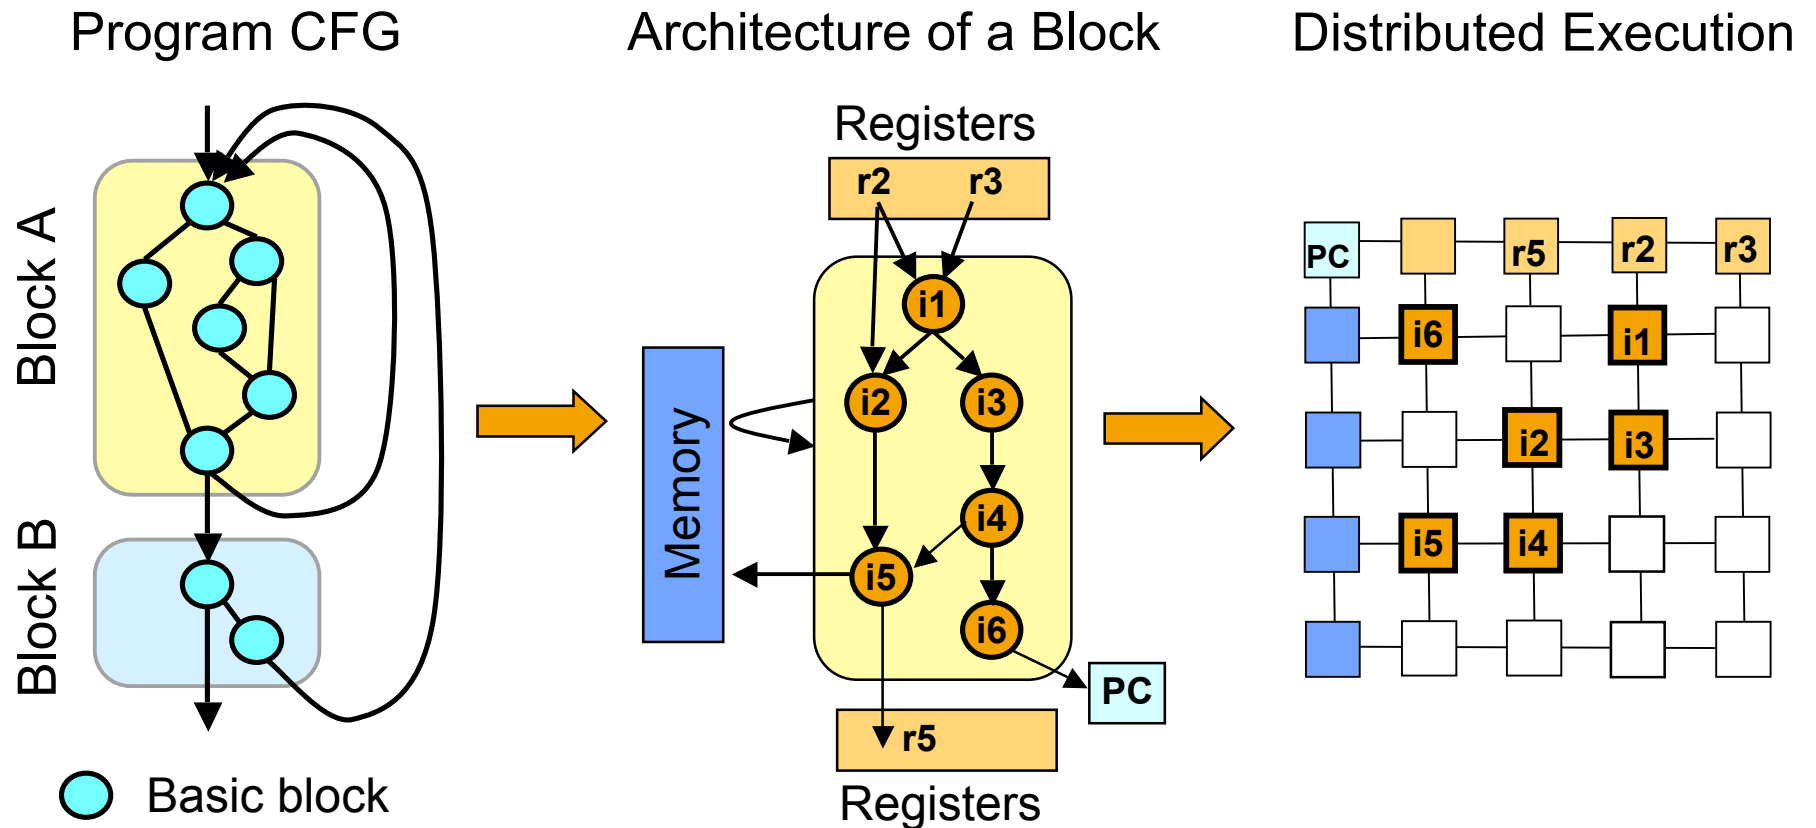 Program CFG
Architecture of a Block
Distributed Execution
Block A
Block B
Basic block
Registers
r2 r3
i1
i2 i3
i4
i5
i6
Memory
PC
r5
Registers
PC r5 r2 r3
i6 i1
i2 i3
i5 i4